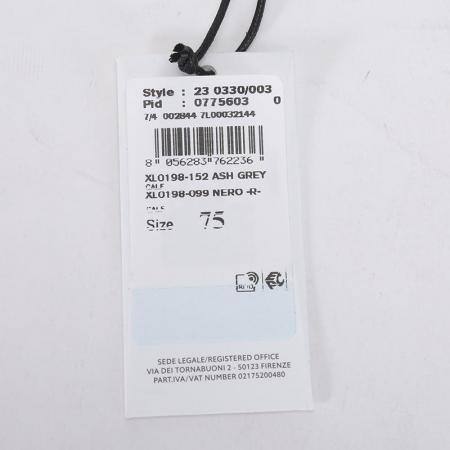 Style : 23 0330/003
Pid : 0775603 0
7/4 002844 7L00032144
8 056283 762236
XL0198-152 ASH GREY
CALF
XL0198-099 NERO -R-
CALF
Size 75
RFID
SEDE LEGALE/REGISTERED OFFICE
VIA DEI TORNABUONI 2 - 50123 FIRENZE
PART.IVA/VAT NUMBER 02175200480